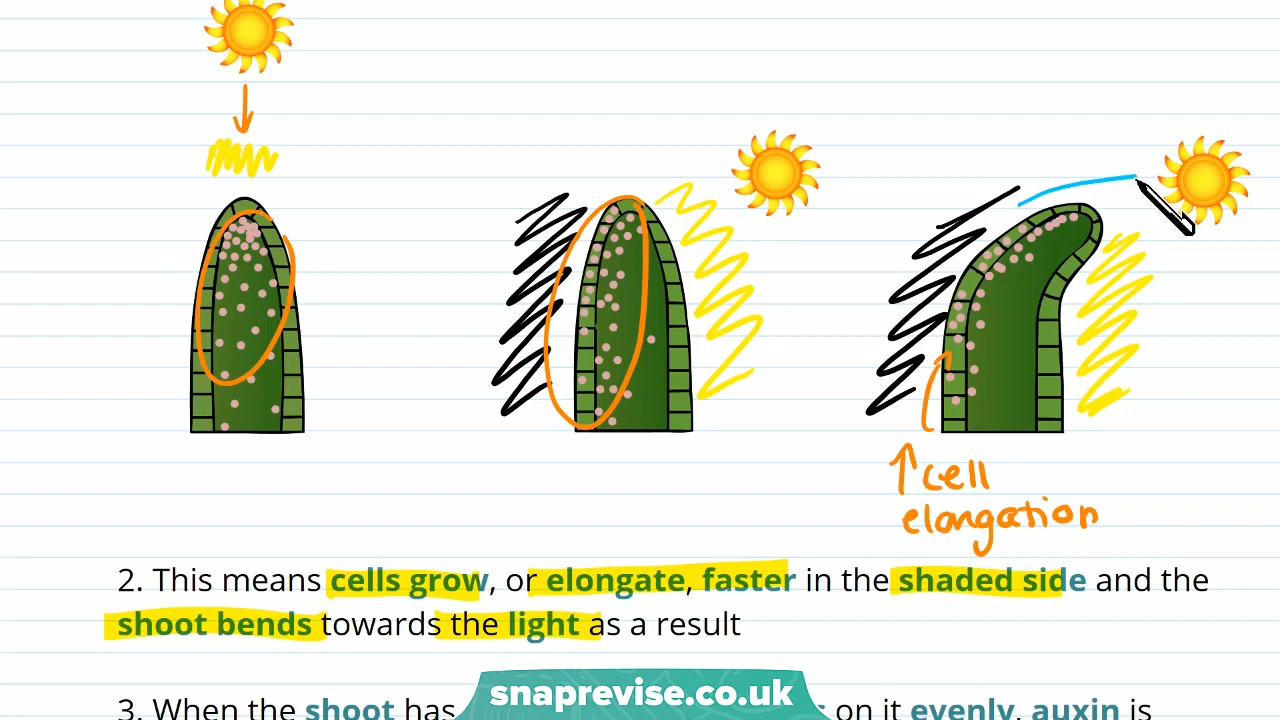 ↑cell
elongation
2. This means cells grow, or elongate, faster in the shaded side and the
shoot bends towards the light as a result
snaprevise.co.uk
3. When the shoot has on it evenly, auxin is